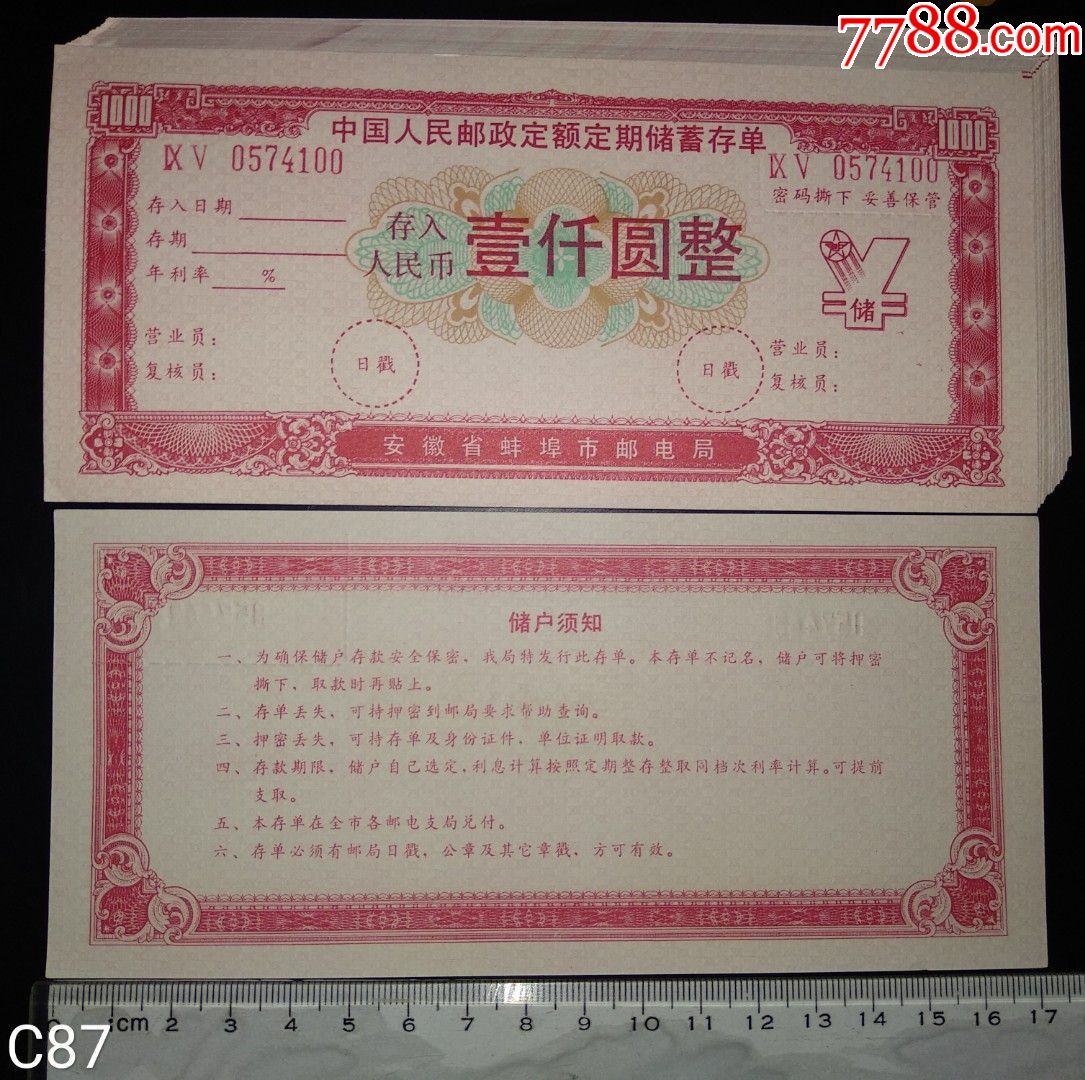 7788.com
1000
1000
中国人民邮政定额定期储蓄存单
Ⅸ V 0574100
Ⅸ V 0574100
密码撕下 妥善保管
存入日期
存期
年利率 %
存入
人民币
壹仟圆整
储
营业员：
复核员：
日戳
日戳
营业员：
复核员：
安徽省蚌埠市邮电局
储户须知
一、为确保储户存款安全保密，我局特发行此存单。本存单不记名，储户可将押密
撕下，取款时再贴上。
二、存单丢失，可持押密到邮局要求帮助查询。
三、押密丢失，可持存单及身份证件，单位证明取款。
四、存款期限，储户自己选定，利息计算按照定期整存整取同档次利率计算。可提前
支取。
五、本存单在全市各邮电支局兑付。
六、存单必须有邮局日戳，公章及其它章戳，方可有效。
0 1cm 2 3 4 5 6 7 8 9 10 11 12 13 14 15 16 17
C87